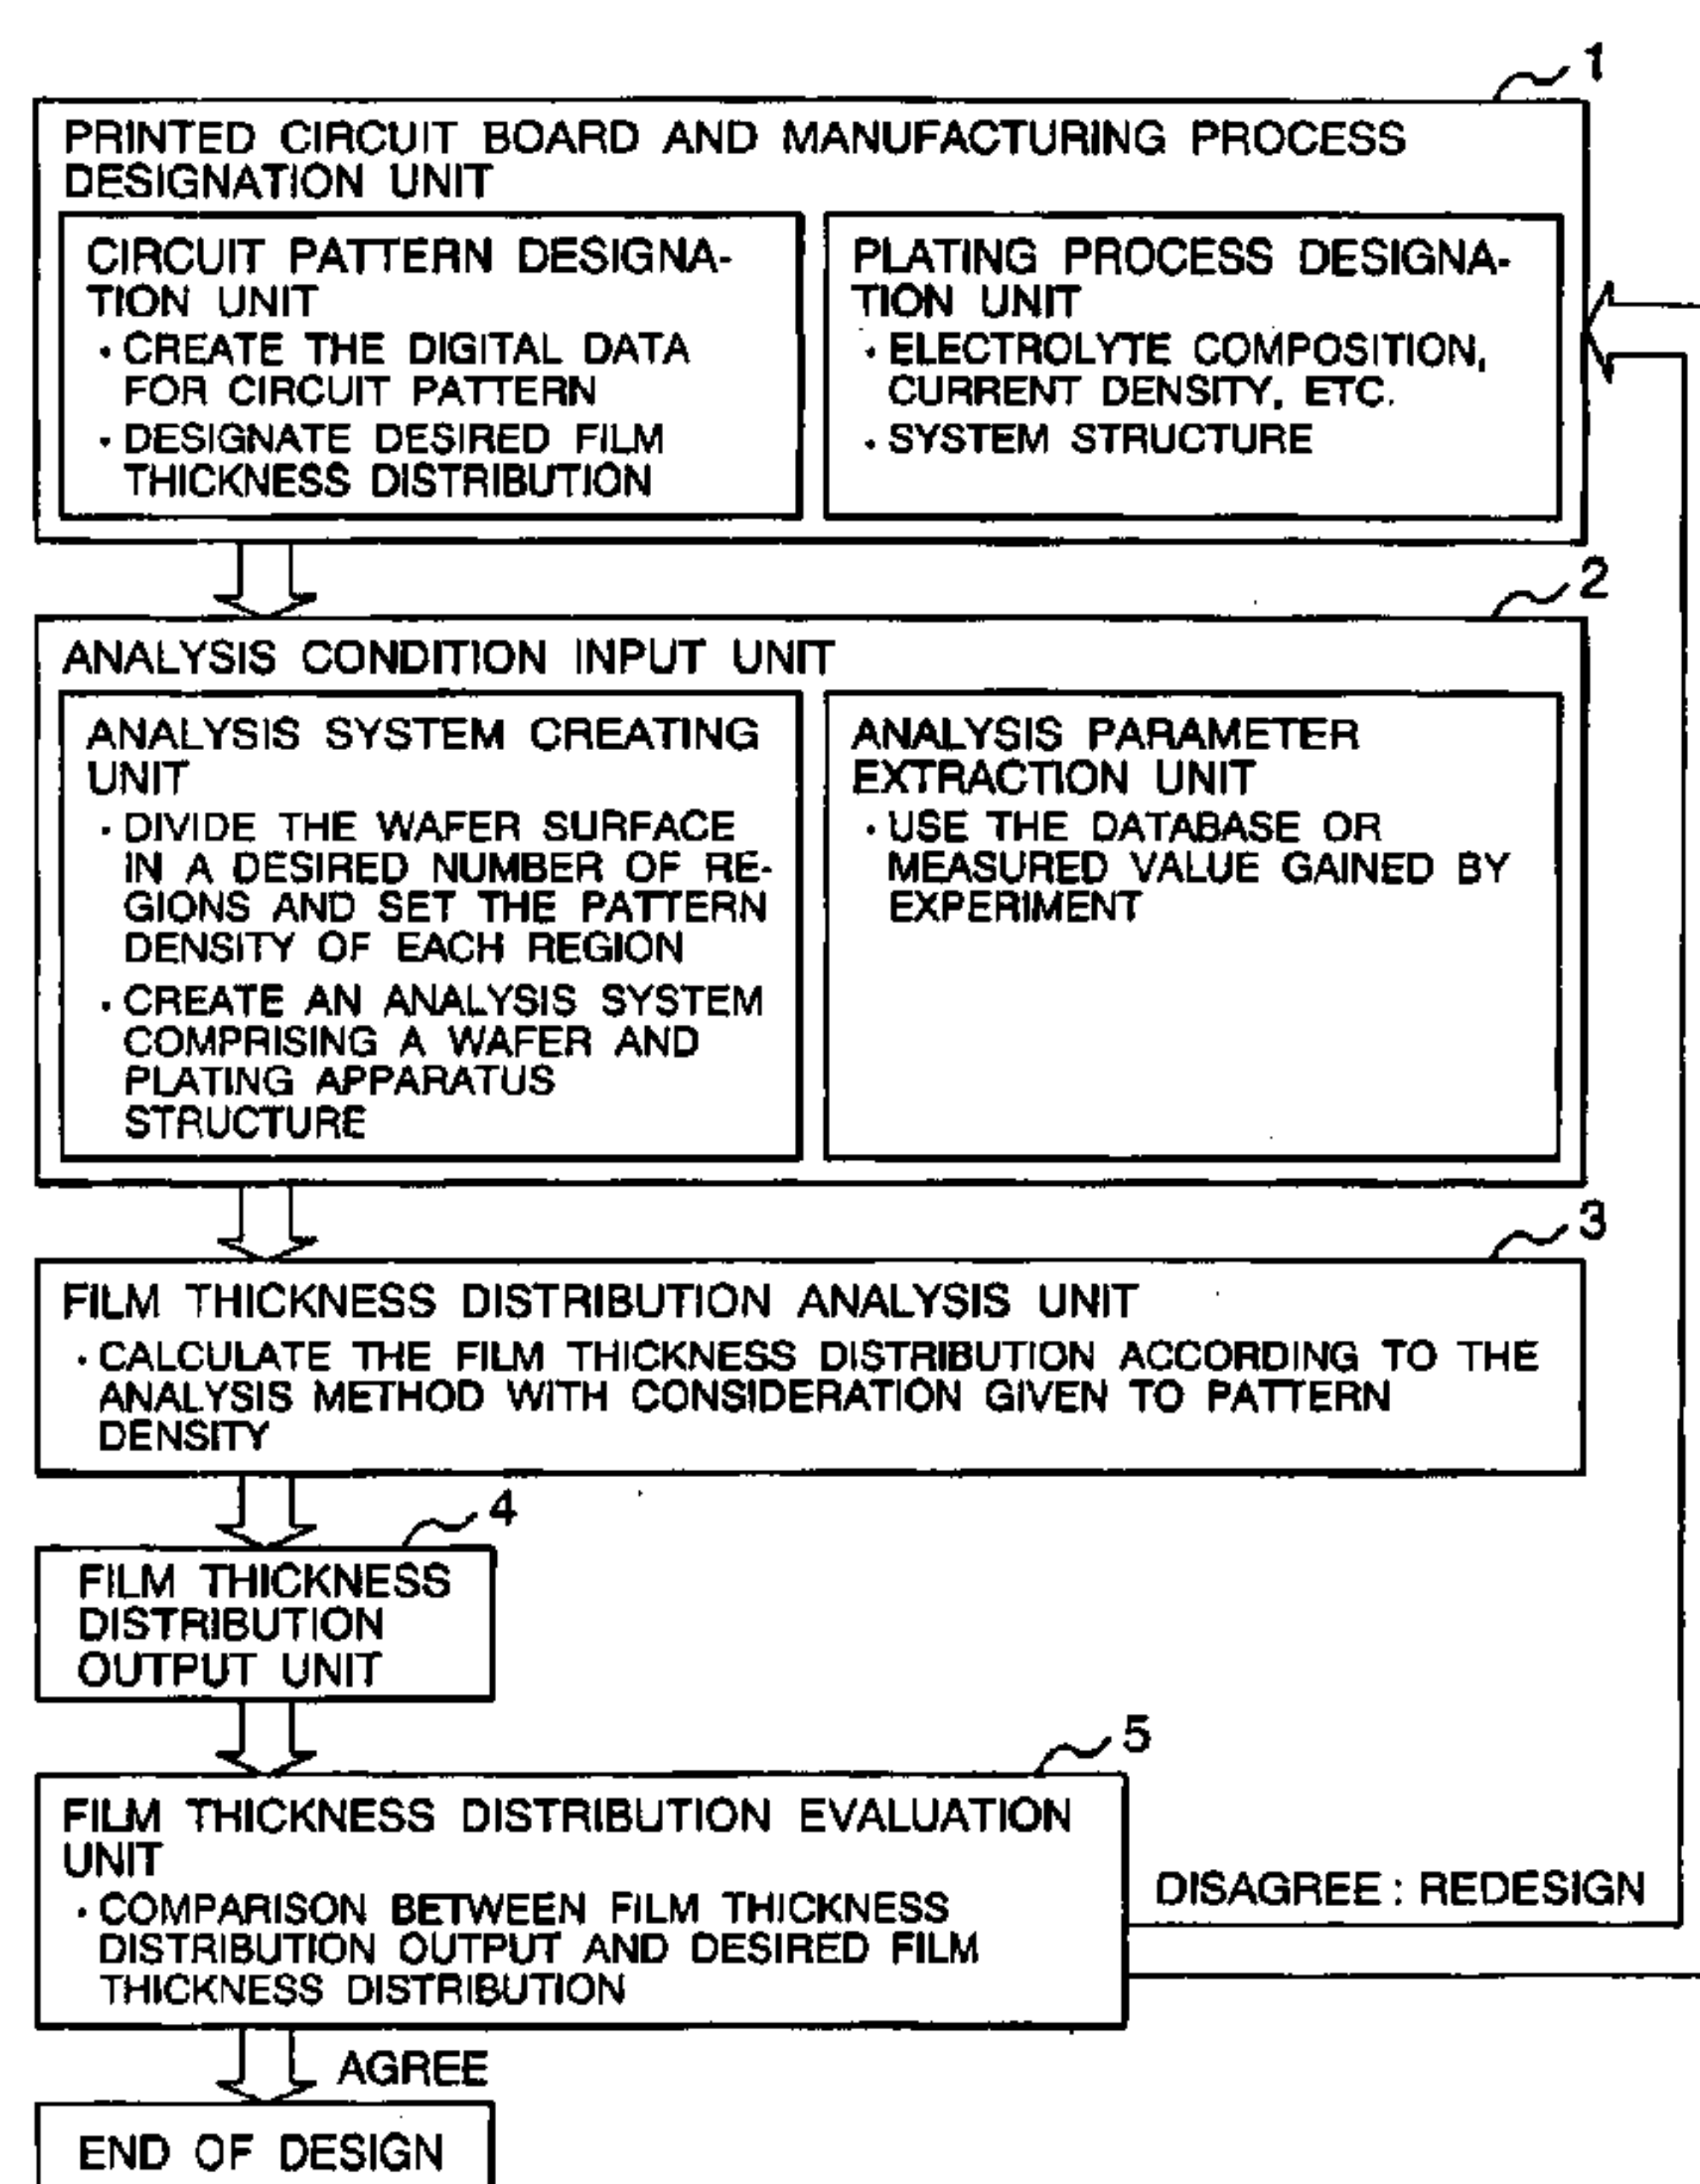 1
PRINTED CIRCUIT BOARD AND MANUFACTURING PROCESS
DESIGNATION UNIT
CIRCUIT PATTERN DESIGNA-
TION UNIT
· CREATE THE DIGITAL DATA
FOR CIRCUIT PATTERN
· DESIGNATE DESIRED FILM
THICKNESS DISTRIBUTION
PLATING PROCESS DESIGNA-
TION UNIT
· ELECTROLYTE COMPOSITION,
CURRENT DENSITY, ETC.
· SYSTEM STRUCTURE
2
ANALYSIS CONDITION INPUT UNIT
ANALYSIS SYSTEM CREATING
UNIT
· DIVIDE THE WAFER SURFACE
IN A DESIRED NUMBER OF RE-
GIONS AND SET THE PATTERN
DENSITY OF EACH REGION
· CREATE AN ANALYSIS SYSTEM
COMPRISING A WAFER AND
PLATING APPARATUS
STRUCTURE
ANALYSIS PARAMETER
EXTRACTION UNIT
· USE THE DATABASE OR
MEASURED VALUE GAINED BY
EXPERIMENT
3
FILM THICKNESS DISTRIBUTION ANALYSIS UNIT
· CALCULATE THE FILM THICKNESS DISTRIBUTION ACCORDING TO THE
ANALYSIS METHOD WITH CONSIDERATION GIVEN TO PATTERN
DENSITY
4
FILM THICKNESS
DISTRIBUTION
OUTPUT UNIT
5
FILM THICKNESS DISTRIBUTION EVALUATION
UNIT
· COMPARISON BETWEEN FILM THICKNESS
DISTRIBUTION OUTPUT AND DESIRED FILM
THICKNESS DISTRIBUTION
DISAGREE : REDESIGN
AGREE
END OF DESIGN